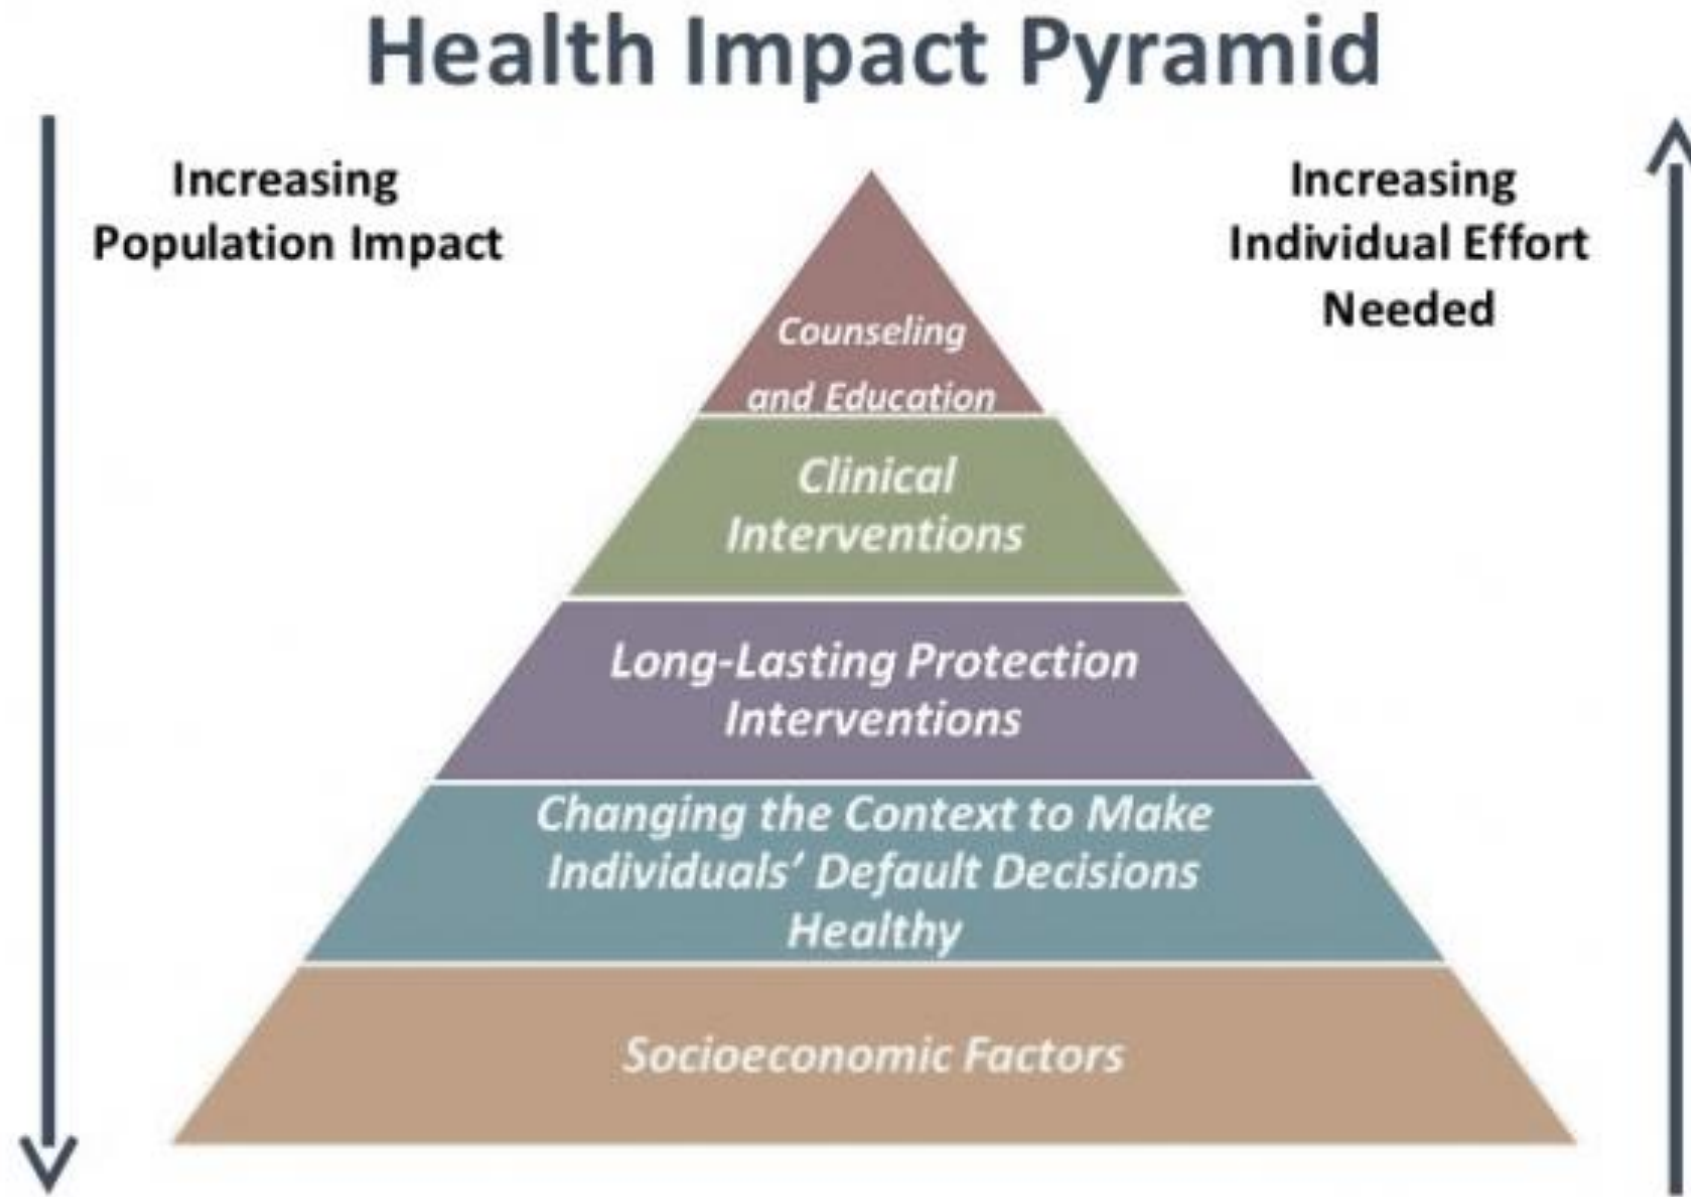 Health Impact Pyramid
Increasing
Population Impact
Increasing
Individual Effort
Needed
Counseling
and Education
Clinical
Interventions
Long-Lasting Protection
Interventions
Changing the Context to Make
Individuals' Default Decisions
Healthy
Socioeconomic Factors